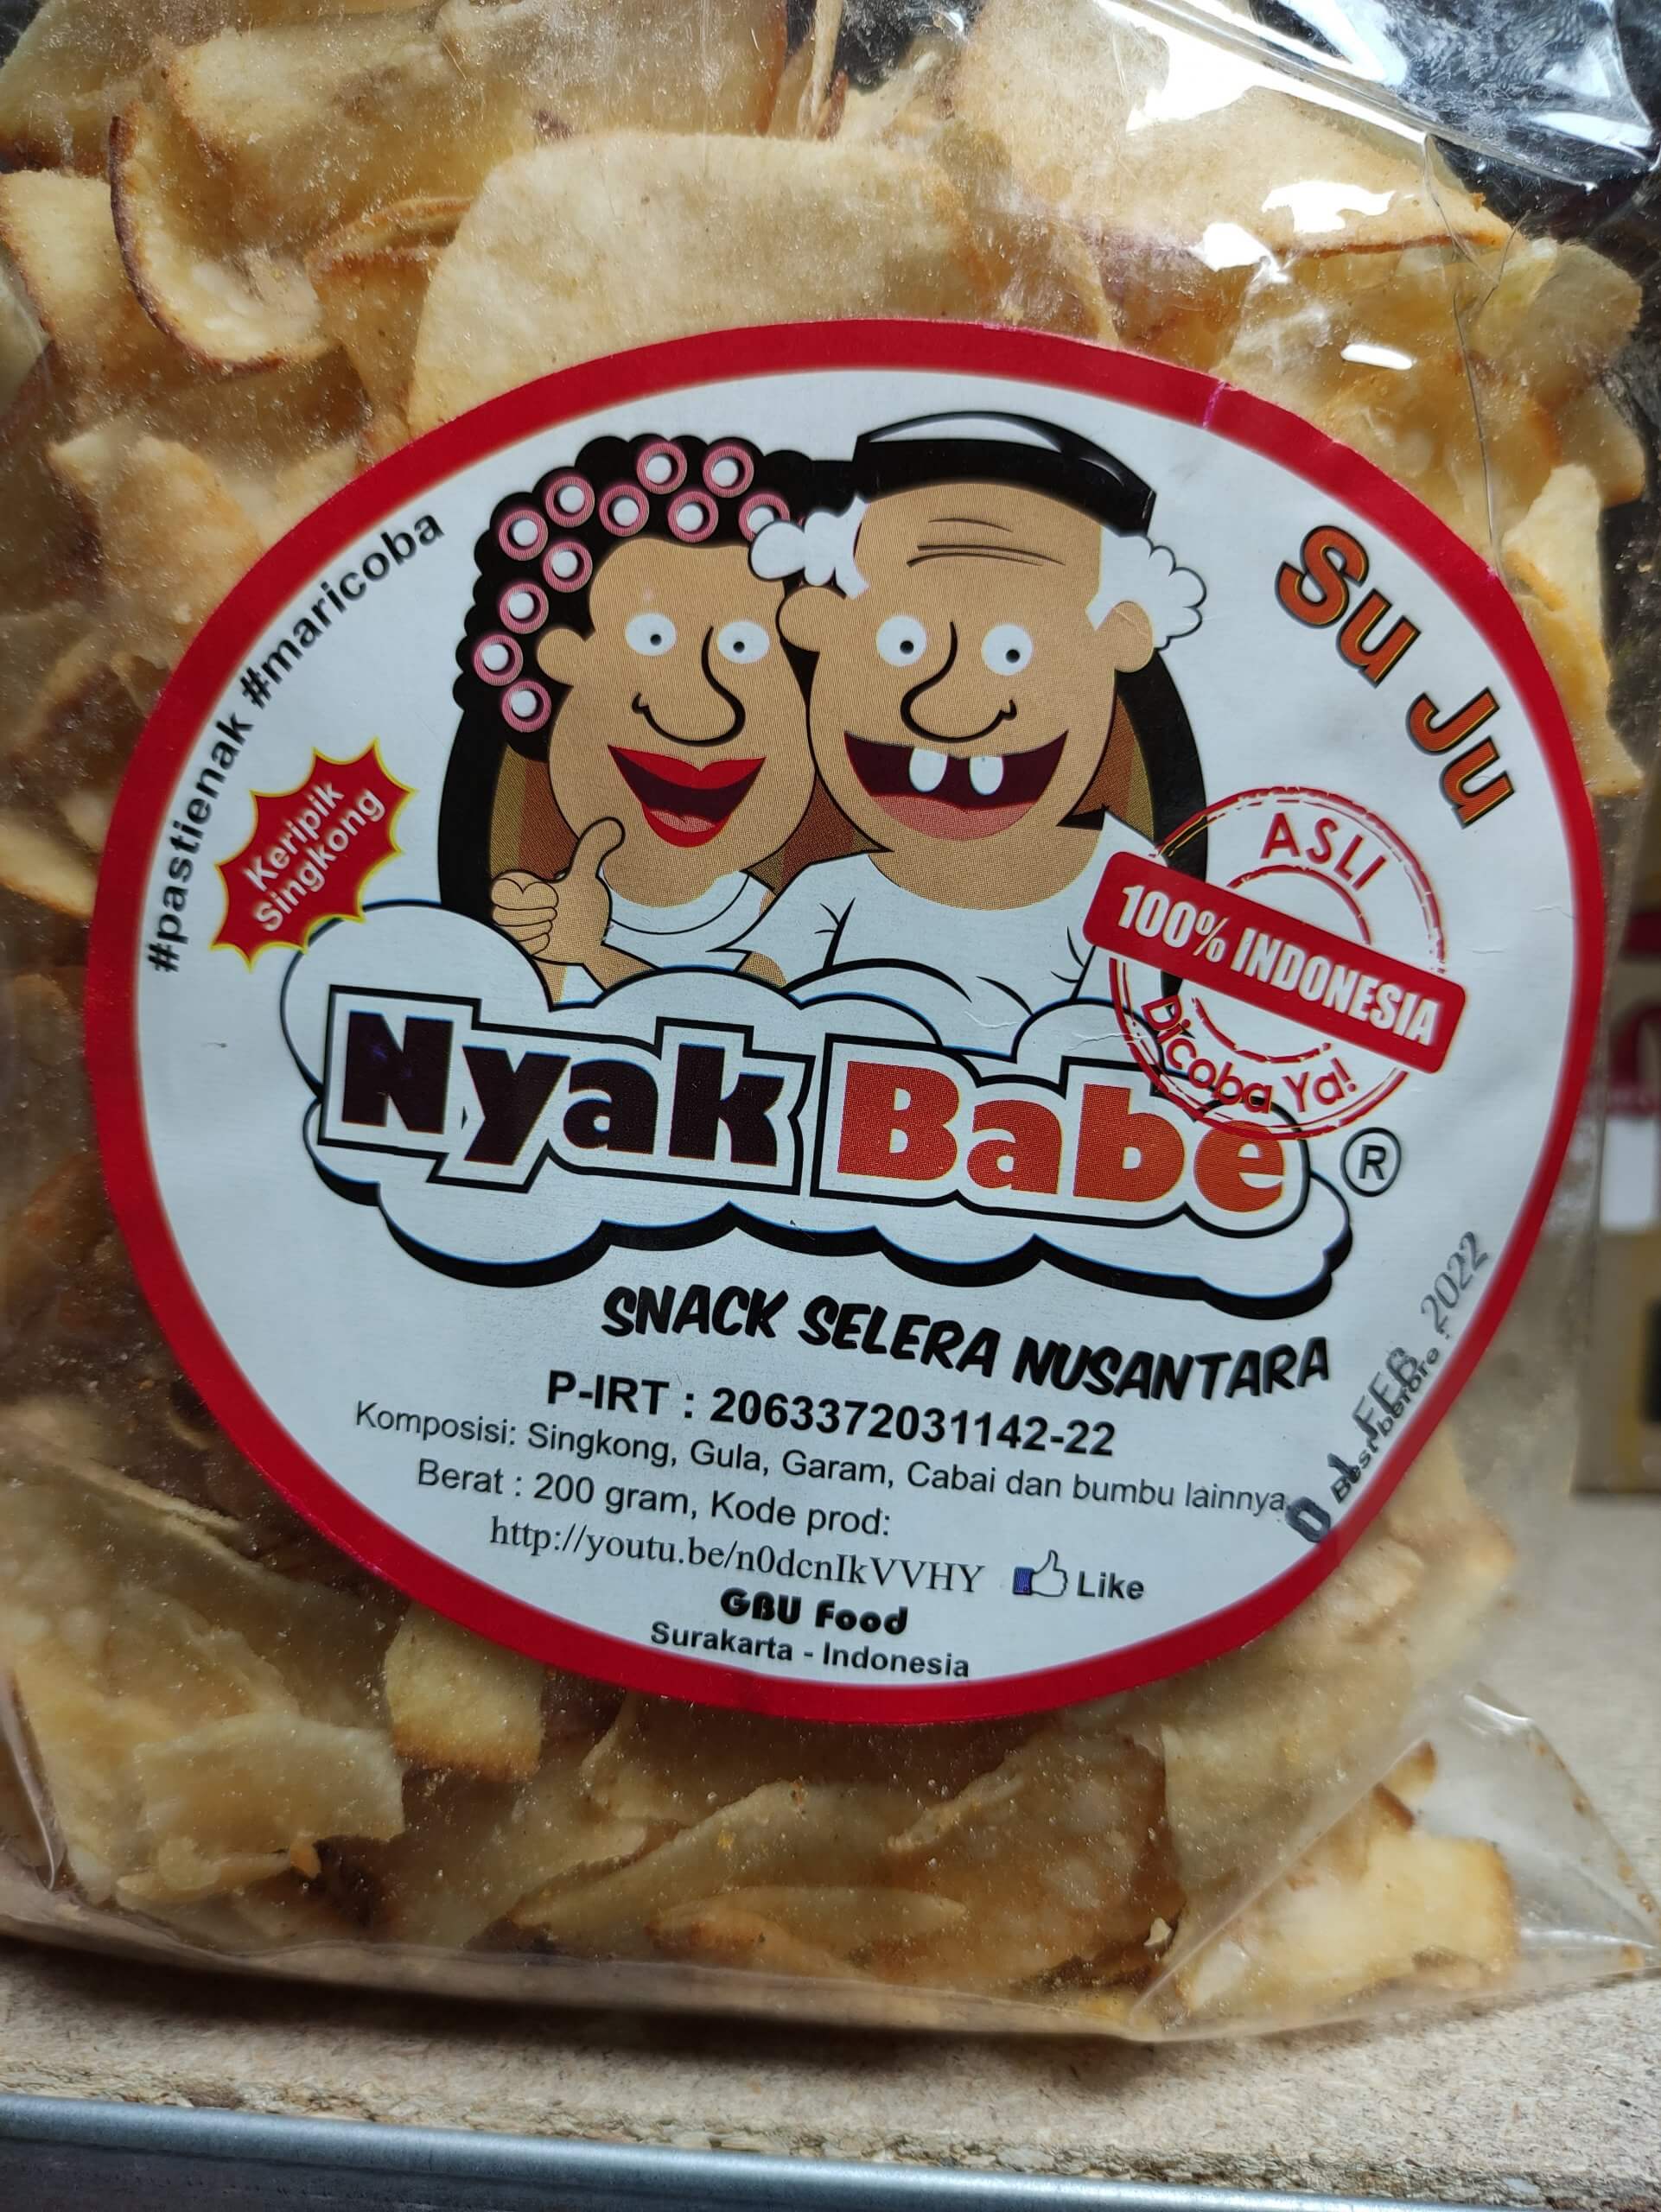 #pastienak #maricoba
Su Ju
Keripik
Singkong
ASLI
100% INDONESIA
Dicoba Ya!
Nyak Babe ®
SNACK SELERA NUSANTARA
P-IRT : 2063372031142-22
Komposisi: Singkong, Gula, Garam, Cabai dan bumbu lainnya.
Berat : 200 gram, Kode prod:
http://youtu.be/n0dcnIkVVHY Like
GBU Food
Surakarta - Indonesia
Best before :
0 1 FEB 2022